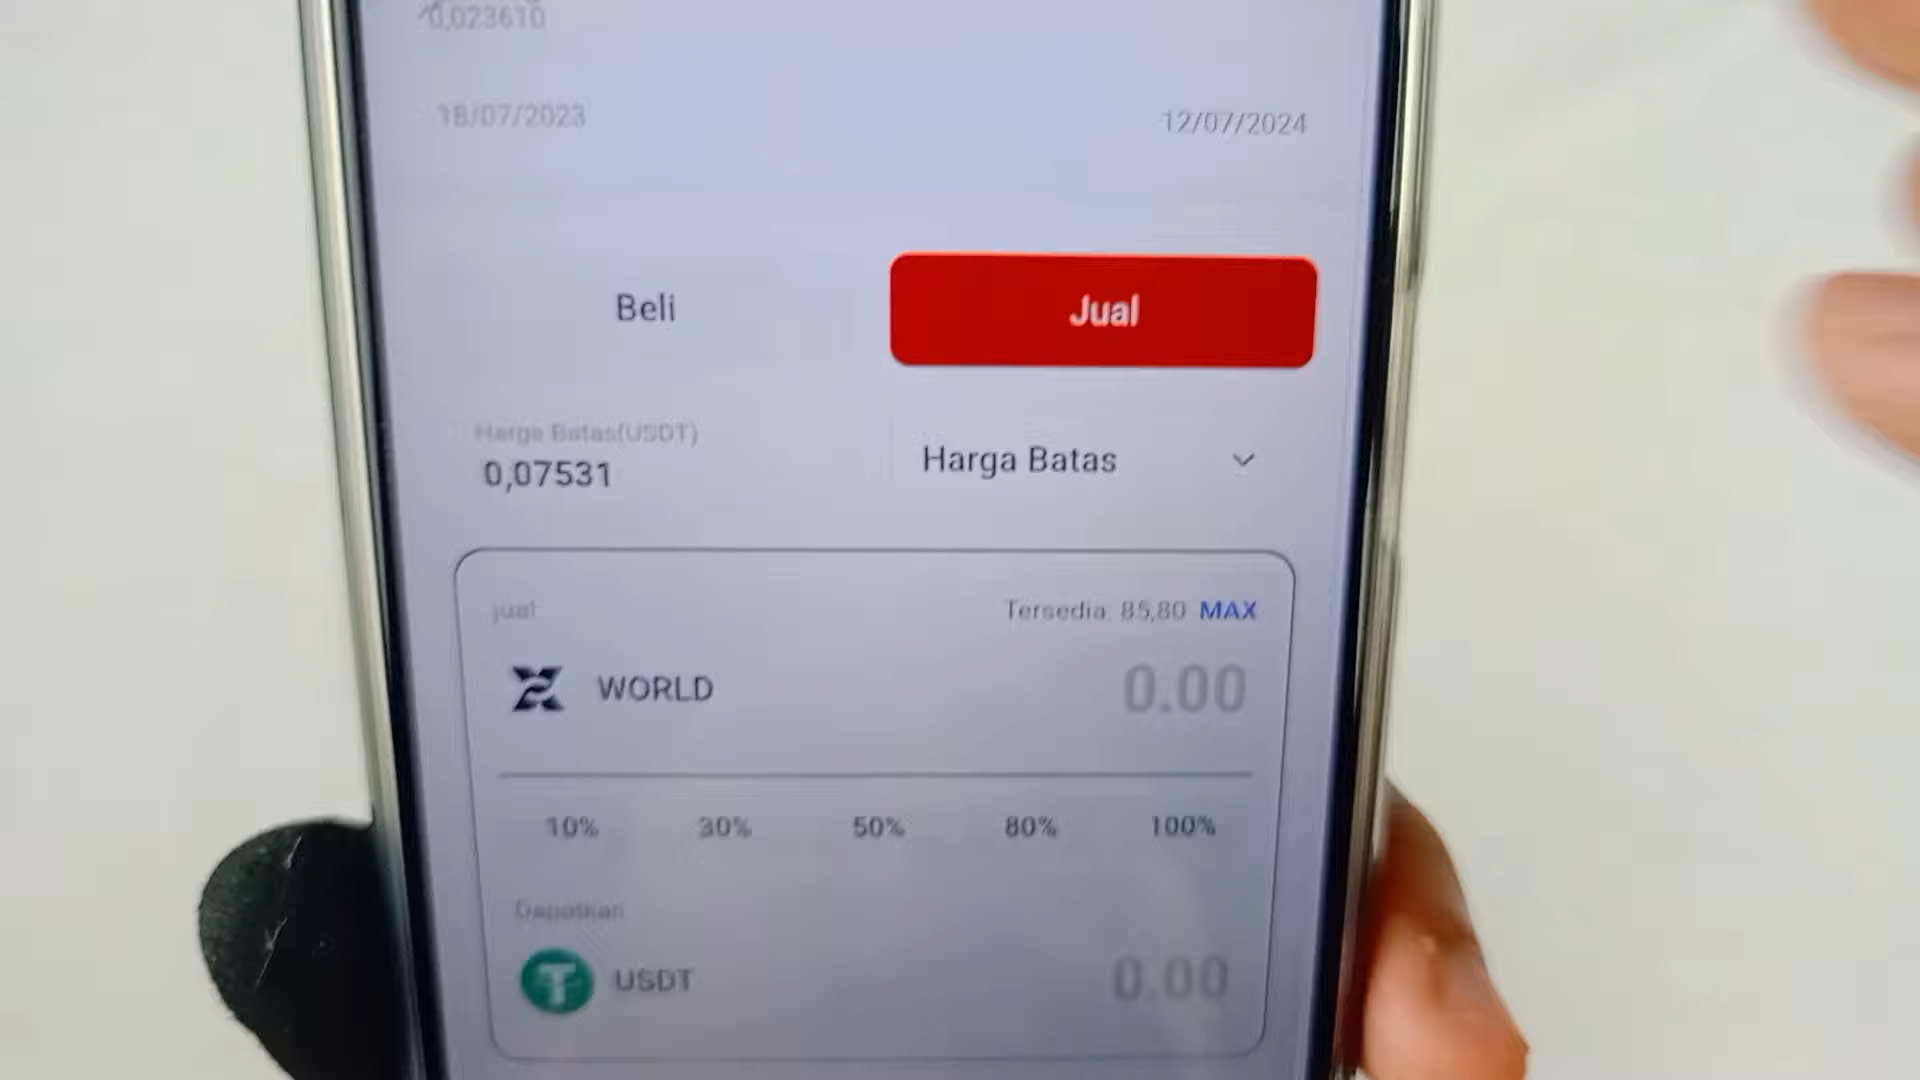 0,023610
18/07/2023 12/07/2024
Beli Jual
Harga Batas(USDT)
0,07531
Harga Batas
jual Tersedia: 85,80 MAX
WORLD 0.00
10% 30% 50% 80% 100%
Dapatkan
USDT 0.00